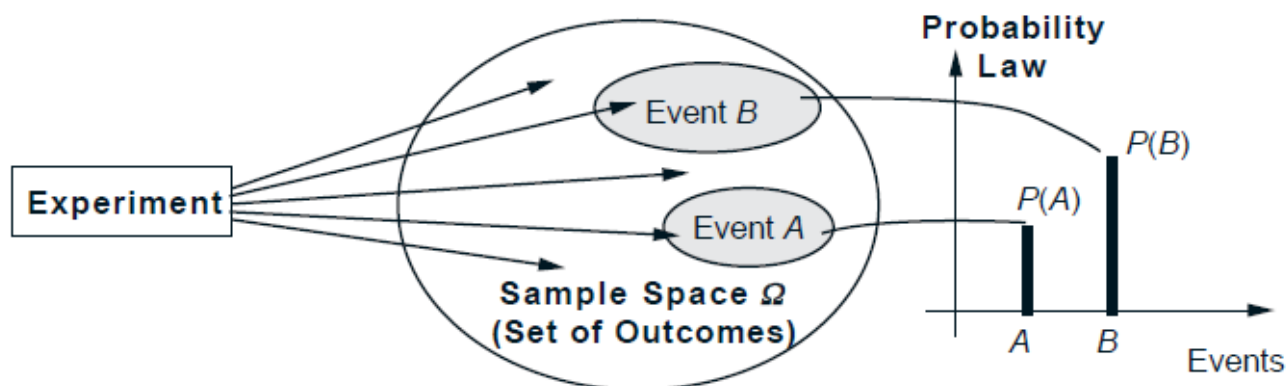 Experiment
Event B
Event A
Sample Space Ω
(Set of Outcomes)
Probability
Law
P(B)
P(A)
A
B
Events